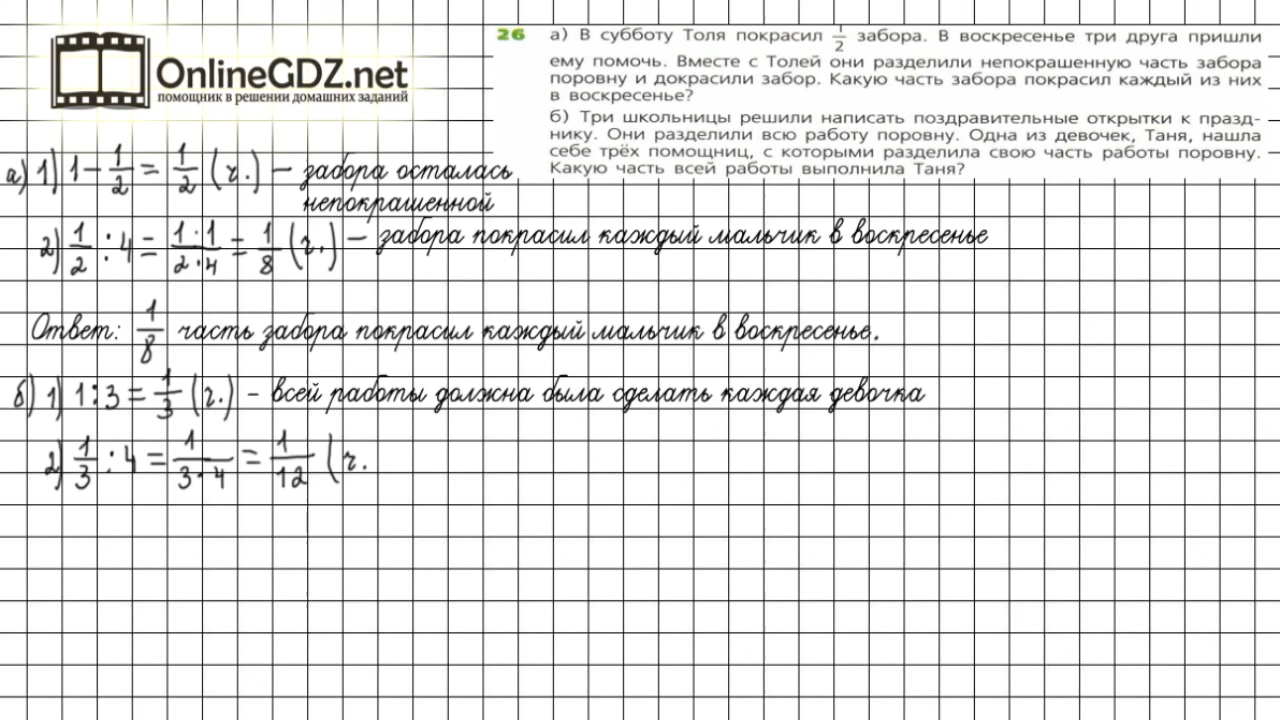 OnlineGDZ.net
помощник в решении домашних заданий
26 а) В субботу Толя покрасил 1/2 забора. В воскресенье три друга пришли
ему помочь. Вместе с Толей они разделили непокрашенную часть забора
поровну и докрасили забор. Какую часть забора покрасил каждый из них
в воскресенье?
б) Три школьницы решили написать поздравительные открытки к празд-
нику. Они разделили всю работу поровну. Одна из девочек, Таня, нашла
себе трёх помощниц, с которыми разделила свою часть работы поровну.
Какую часть всей работы выполнила Таня?
а) 1) 1 - 1/2 = 1/2 (ч.) – забора осталась
непокрашенной
2) 1/2 : 4 = 1·1/2·4 = 1/8 (ч.) – забора покрасил каждый мальчик в воскресенье
Ответ: 1/8 часть забора покрасил каждый мальчик в воскресенье.
б) 1) 1:3 = 1/3 (ч.) - всей работы должна была сделать каждая девочка
2) 1/3 : 4 = 1/3·4 = 1/12 (ч.